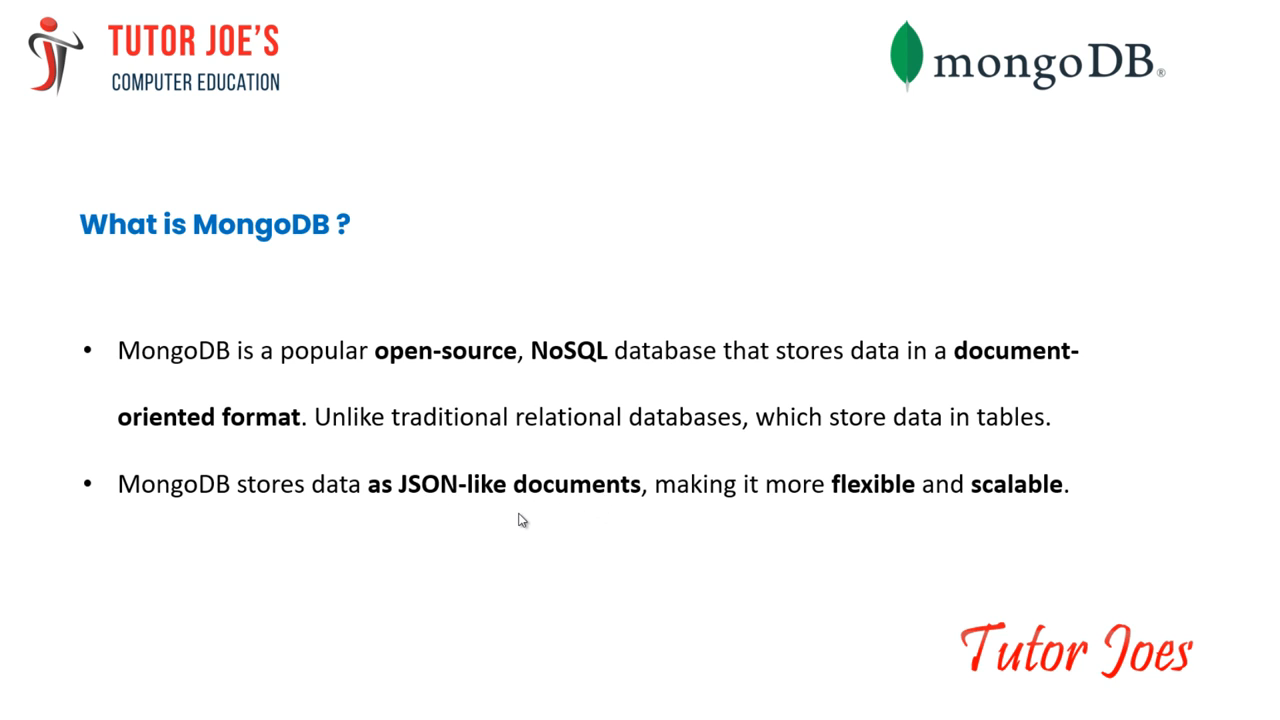 TUTOR JOE'S
COMPUTER EDUCATION
mongoDB®
What is MongoDB ?
• MongoDB is a popular open-source, NoSQL database that stores data in a document-
oriented format. Unlike traditional relational databases, which store data in tables.
• MongoDB stores data as JSON-like documents, making it more flexible and scalable.
Tutor Joes